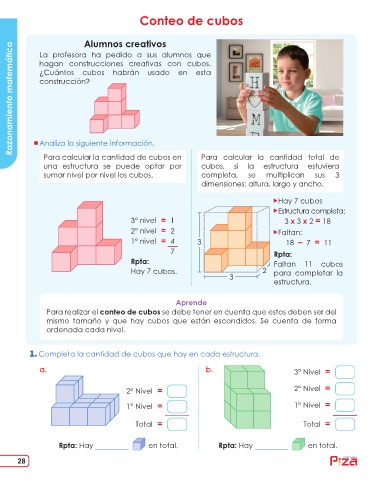 Conteo de cubos
Razonamiento matemático
Alumnos creativos
La profesora ha pedido a sus alumnos que
hagan construcciones creativas con cubos.
¿Cuántos cubos habrán usado en esta
construcción?
H
M
E
Analiza la siguiente información.
Para calcular la cantidad de cubos en
una estructura se puede optar por
sumar nivel por nivel los cubos.
Para calcular la cantidad total de
cubos, si la estructura estuviera
completa, se multiplican sus 3
dimensiones: altura, largo y ancho.
3° nivel = 1
2° nivel = 2
1° nivel = 4
7
Rpta:
Hay 7 cubos.
3
3
2
Hay 7 cubos
Estructura completa:
3 x 3 x 2 = 18
Faltan:
18 – 7 = 11
Rpta:
Faltan 11 cubos
para completar la
estructura.
Aprende
Para realizar el conteo de cubos se debe tener en cuenta que estos deben ser del
mismo tamaño y que hay cubos que están escondidos. Se cuenta de forma
ordenada cada nivel.
1. Completa la cantidad de cubos que hay en cada estructura.
a.
2° Nivel =
1° Nivel =
Total =
Rpta: Hay ________ en total.
b.
3° Nivel =
2° Nivel =
1° Nivel =
Total =
Rpta: Hay ________ en total.
28
PIZA